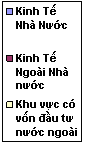 Kinh Tế
Nhà Nước
Kinh Tế
Ngoài Nhà
nước
Khu vực có
vốn đầu tư
nước ngoài